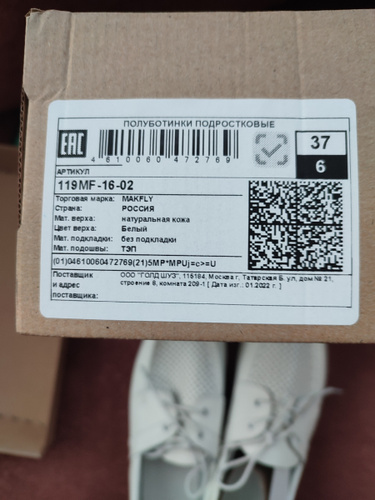 ПОЛУБОТИНКИ ПОДРОСТКОВЫЕ
EAC
4 610060 472769
37
6
АРТИКУЛ
119MF-16-02
Торговая марка: MAKFLY
Страна: РОССИЯ
Мат. верха: натуральная кожа
Цвет верха: Белый
Мат. подкладки: без подкладки
Мат. подошвы: ТЭП
(01)04610060472769(21)5MP*MPUj=c>=U
Поставщик и адрес поставщика:
ООО "ГОЛД ШУЗ", 115184, Москва г, Татарская Б. ул, дом № 21,
строение 8, комната 209-1 [ Дата изг.: 01.2022 г. ]